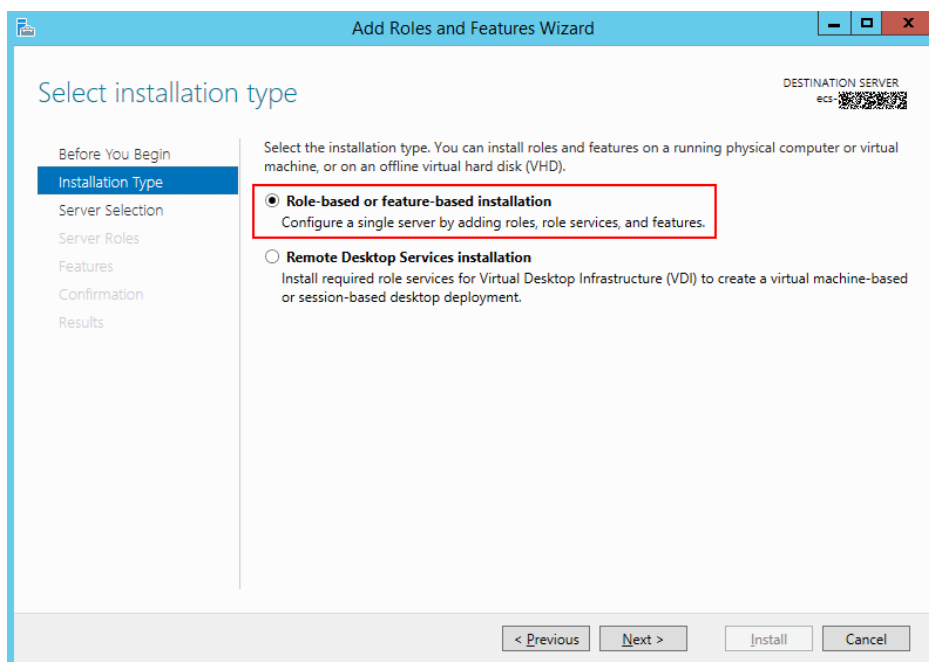 Add Roles and Features Wizard
Select installation type
DESTINATION SERVER
ecs-
Before You Begin
Installation Type
Server Selection
Server Roles
Features
Confirmation
Results
Select the installation type. You can install roles and features on a running physical computer or virtual
machine, or on an offline virtual hard disk (VHD).
Role-based or feature-based installation
Configure a single server by adding roles, role services, and features.
Remote Desktop Services installation
Install required role services for Virtual Desktop Infrastructure (VDI) to create a virtual machine-based
or session-based desktop deployment.
< Previous
Next >
Install
Cancel